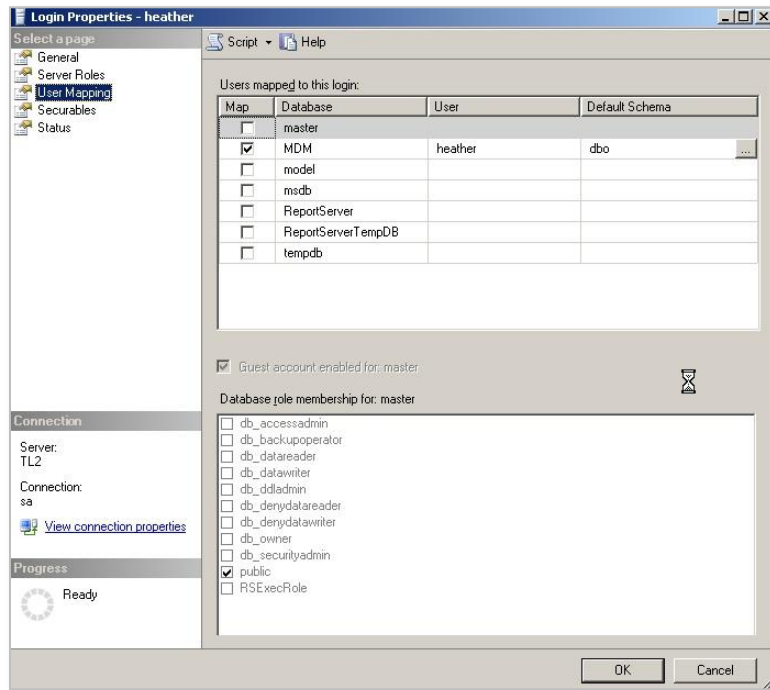 Login Properties - heather
Select a page
General
Server Roles
User Mapping
Securables
Status
Script Help
Users mapped to this login:
Map Database User Default Schema
master
MDM heather dbo ...
model
msdb
ReportServer
ReportServerTempDB
tempdb
Guest account enabled for: master
Database role membership for: master
db_accessadmin
db_backupoperator
db_datareader
db_datawriter
db_ddladmin
db_denydatareader
db_denydatawriter
db_owner
db_securityadmin
public
RSExecRole
Connection
Server:
TL2
Connection:
sa
View connection properties
Progress
Ready
OK Cancel